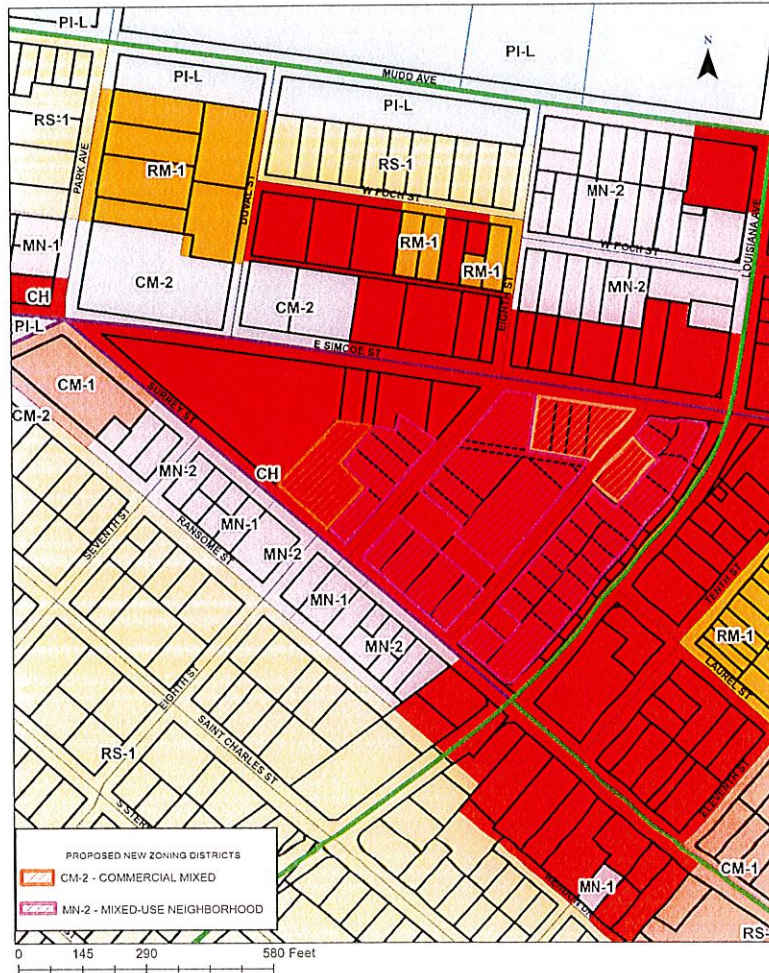 PI-L
PI-L
MUDD AVE
N
PI-L
PI-L
RS-1
PARK AVE
RM-1
RS-1
MN-2
DUVAL ST
W FOCH ST
W FOCH ST
LOUISIANA AVE
RM-1
RM-1
MN-1
CM-2
CM-2
MN-2
EIGHTH ST
CH
PI-L
E SIMCOE ST
CM-1
SURREY ST
CM-2
CH
MN-2
MN-1
SEVENTH ST
RANSOME ST
MN-2
MN-1
TENTH ST
RM-1
MN-2
LAUREL ST
EIGHTH ST
SAINT CHARLES ST
RS-1
ELEVENTH ST
S STER
CM-1
MN-1
RS-
PROPOSED NEW ZONING DISTRICTS
CM-2 - COMMERCIAL MIXED
MN-2 - MIXED-USE NEIGHBORHOOD
0 145 290 580 Feet